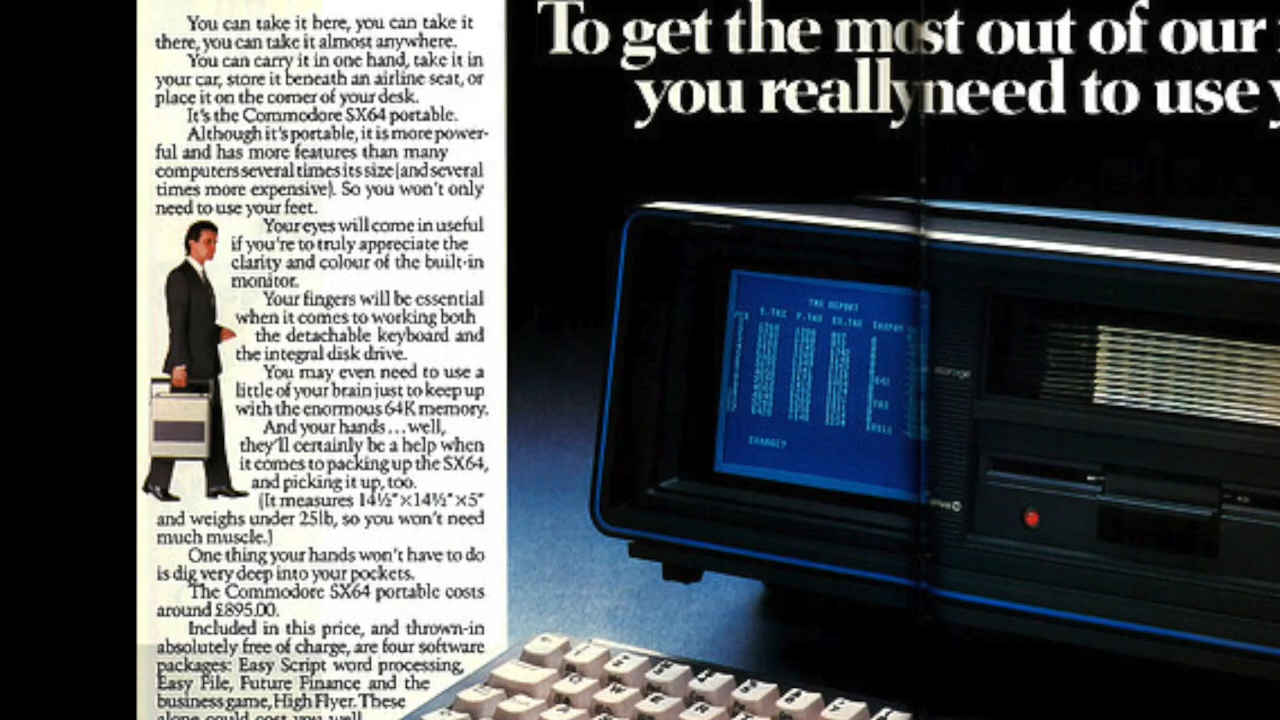 You can take it here, you can take it
there, you can take it almost anywhere.
You can carry it in one hand, take it in
your car, store it beneath an airline seat, or
place it on the corner of your desk.
It's the Commodore SX64 portable.
Although it's portable, it is more power-
ful and has more features than many
computers several times its size (and several
times more expensive). So you won't only
need to use your feet.
Your eyes will come in useful
if you're to truly appreciate the
clarity and colour of the built-in
monitor.
Your fingers will be essential
when it comes to working both
the detachable keyboard and
the integral disk drive.
You may even need to use a
little of your brain just to keep up
with the enormous 64K memory.
And your hands...well,
they'll certainly be a help when
it comes to packing up the SX64,
and picking it up, too.
(It measures 14½"×14½"×5"
and weighs under 25lb, so you won't need
much muscle.)
One thing your hands won't have to do
is dig very deep into your pockets.
The Commodore SX64 portable costs
around £895.00.
Included in this price, and thrown-in
absolutely free of charge, are four software
packages: Easy Script word processing,
Easy File, Future Finance and the
business game, High Flyer. These
alone could cost you well
To get the most out of our
you really need to use
TAX REPORT
storage